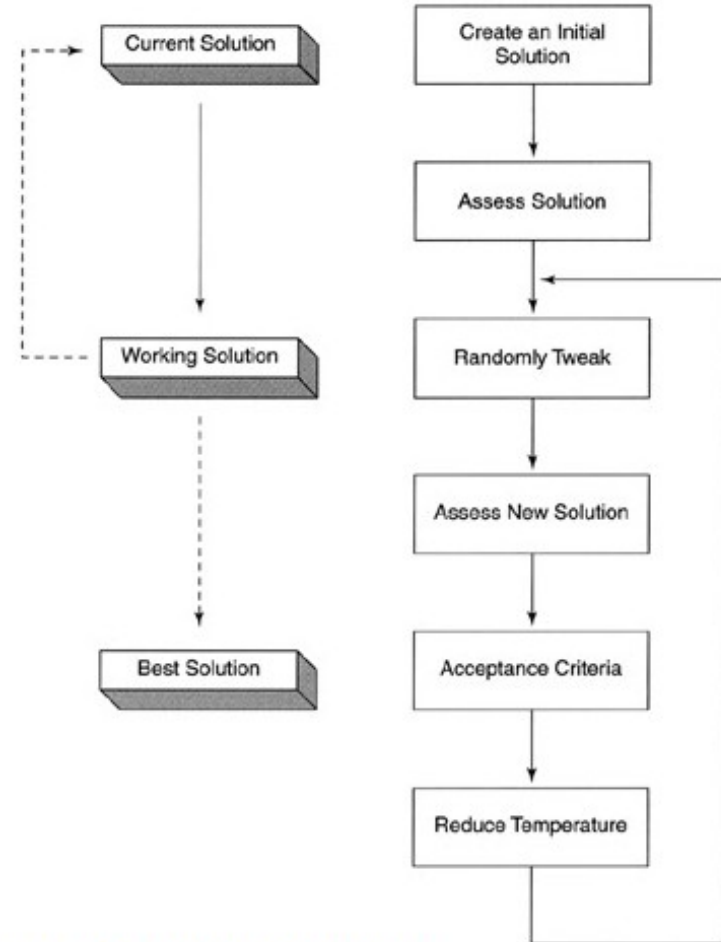 Current Solution
Working Solution
Best Solution
Create an Initial
Solution
Assess Solution
Randomly Tweak
Assess New Solution
Acceptance Criteria
Reduce Temperature